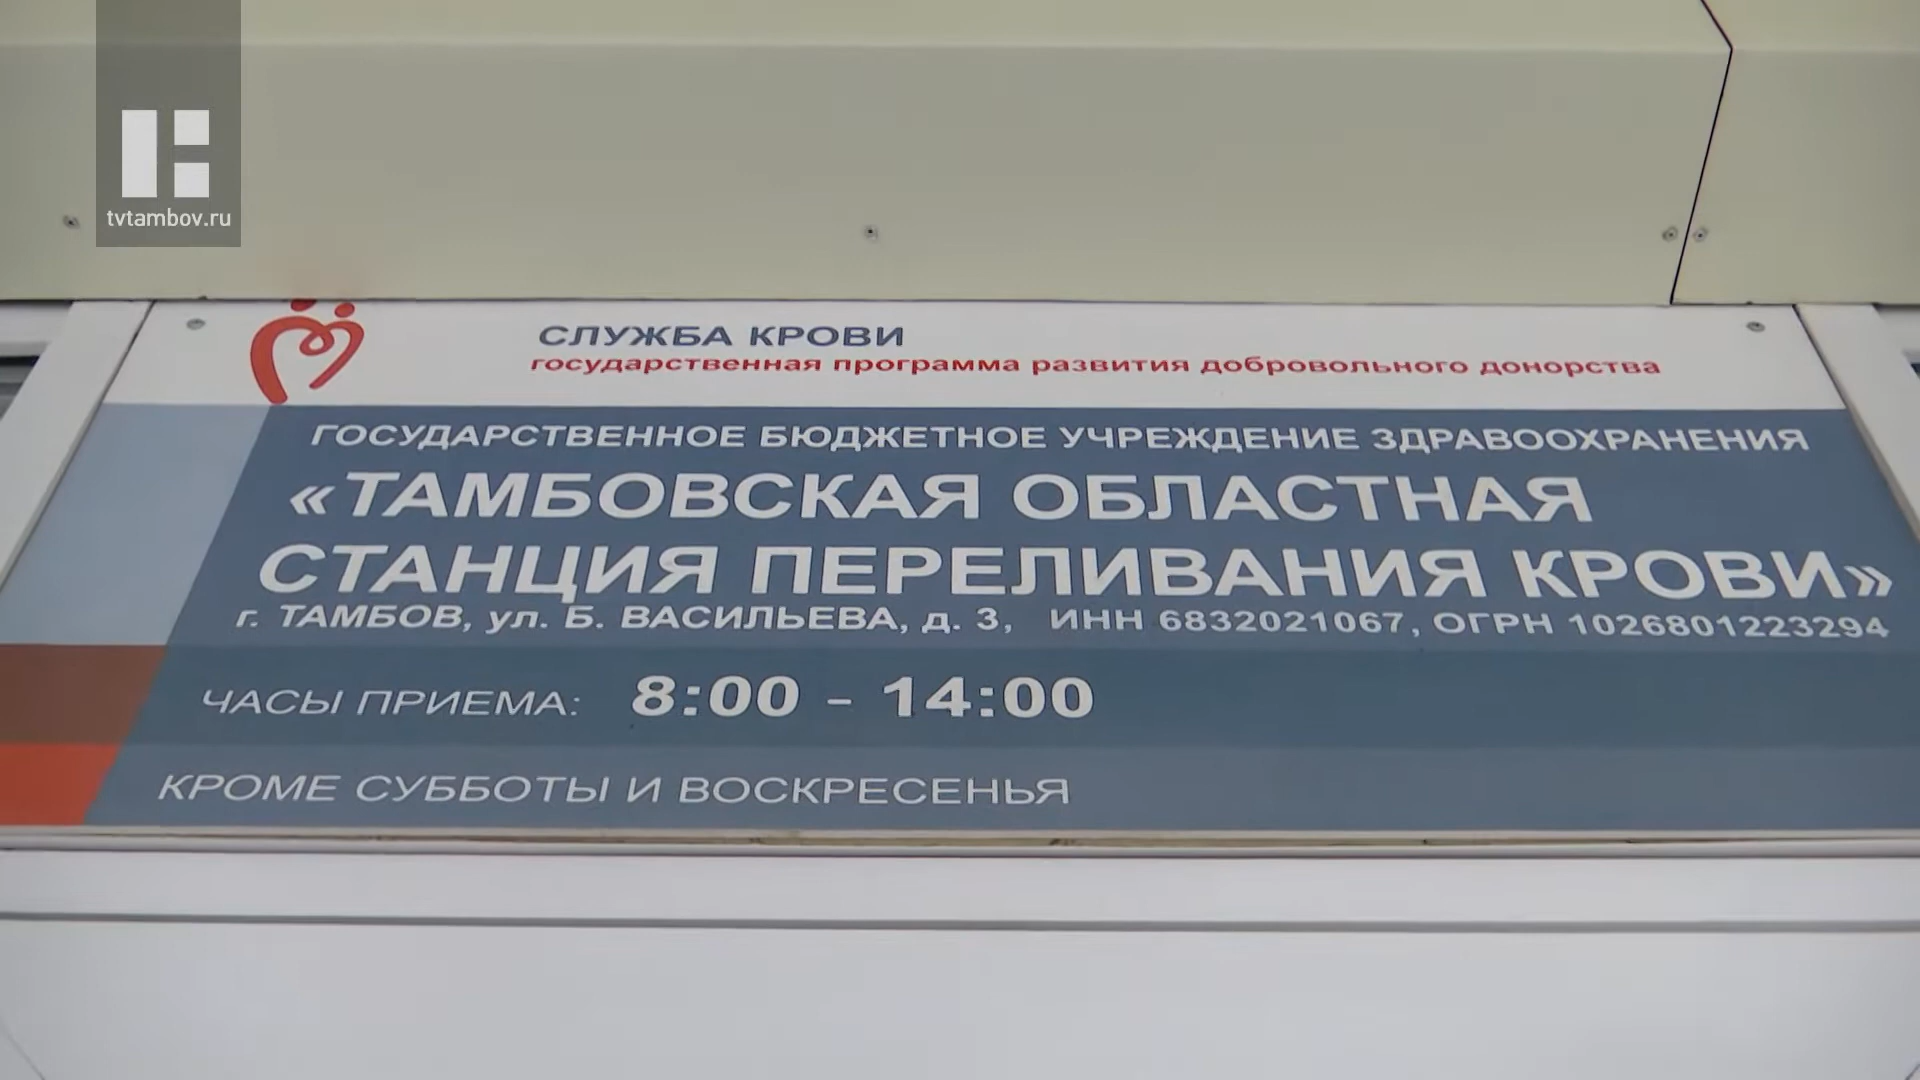 tvtambov.ru
СЛУЖБА КРОВИ
государственная программа развития добровольного донорства
ГОСУДАРСТВЕННОЕ БЮДЖЕТНОЕ УЧРЕЖДЕНИЕ ЗДРАВООХРАНЕНИЯ
«ТАМБОВСКАЯ ОБЛАСТНАЯ
СТАНЦИЯ ПЕРЕЛИВАНИЯ КРОВИ»
г. ТАМБОВ, ул. Б. ВАСИЛЬЕВА, д. 3, ИНН 6832021067, ОГРН 1026801223294
ЧАСЫ ПРИЕМА: 8:00 - 14:00
КРОМЕ СУББОТЫ И ВОСКРЕСЕНЬЯ